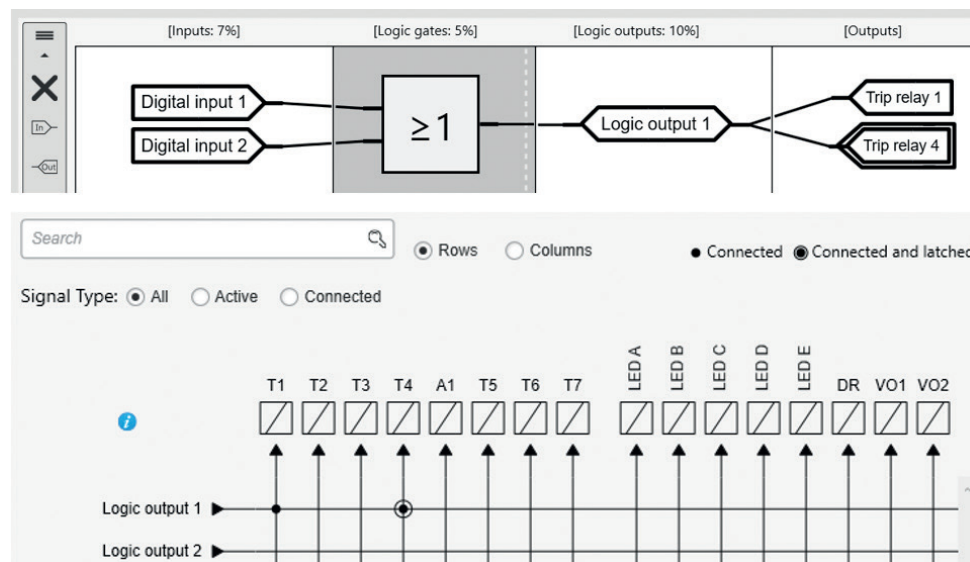 [Inputs: 7%] [Logic gates: 5%] [Logic outputs: 10%] [Outputs]
In
Out
Digital input 1
Digital input 2
≥1
Logic output 1
Trip relay 1
Trip relay 4
Search
Rows Columns
Connected Connected and latched
Signal Type: All Active Connected
T1 T2 T3 T4 A1 T5 T6 T7 LED A LED B LED C LED D LED E DR VO1 VO2
i
Logic output 1
Logic output 2